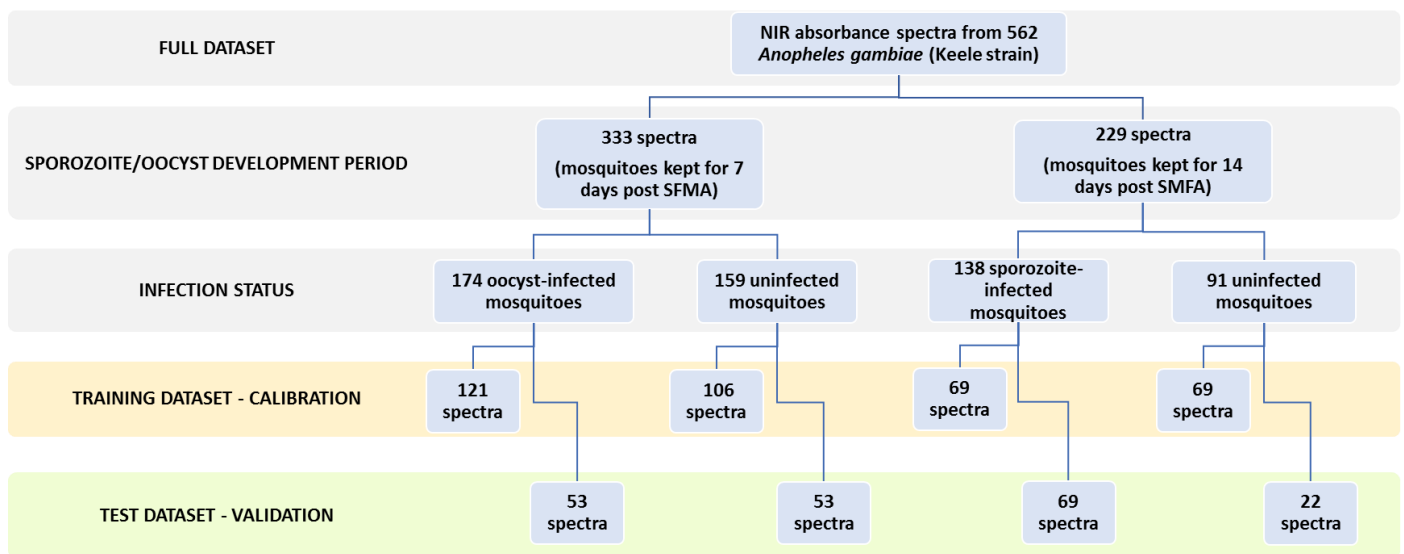 FULL DATASET
NIR absorbance spectra from 562
Anopheles gambiae (Keele strain)
SPOROZOITE/OOCYST DEVELOPMENT PERIOD
333 spectra
(mosquitoes kept for 7
days post SFMA)
229 spectra
(mosquitoes kept for 14
days post SMFA)
INFECTION STATUS
174 oocyst-infected
mosquitoes
159 uninfected
mosquitoes
138 sporozoite-
infected
mosquitoes
91 uninfected
mosquitoes
TRAINING DATASET - CALIBRATION
121
spectra
106
spectra
69
spectra
69
spectra
TEST DATASET - VALIDATION
53
spectra
53
spectra
69
spectra
22
spectra